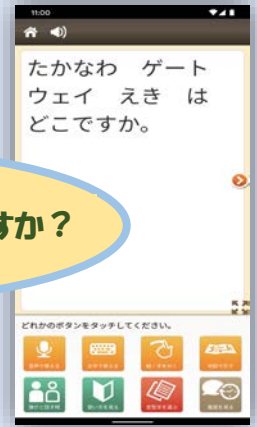 11:00
たかなわ　ゲート
ウェイ　えき　は
どこですか。
すか？
どれかのボタンをタッチしてください。